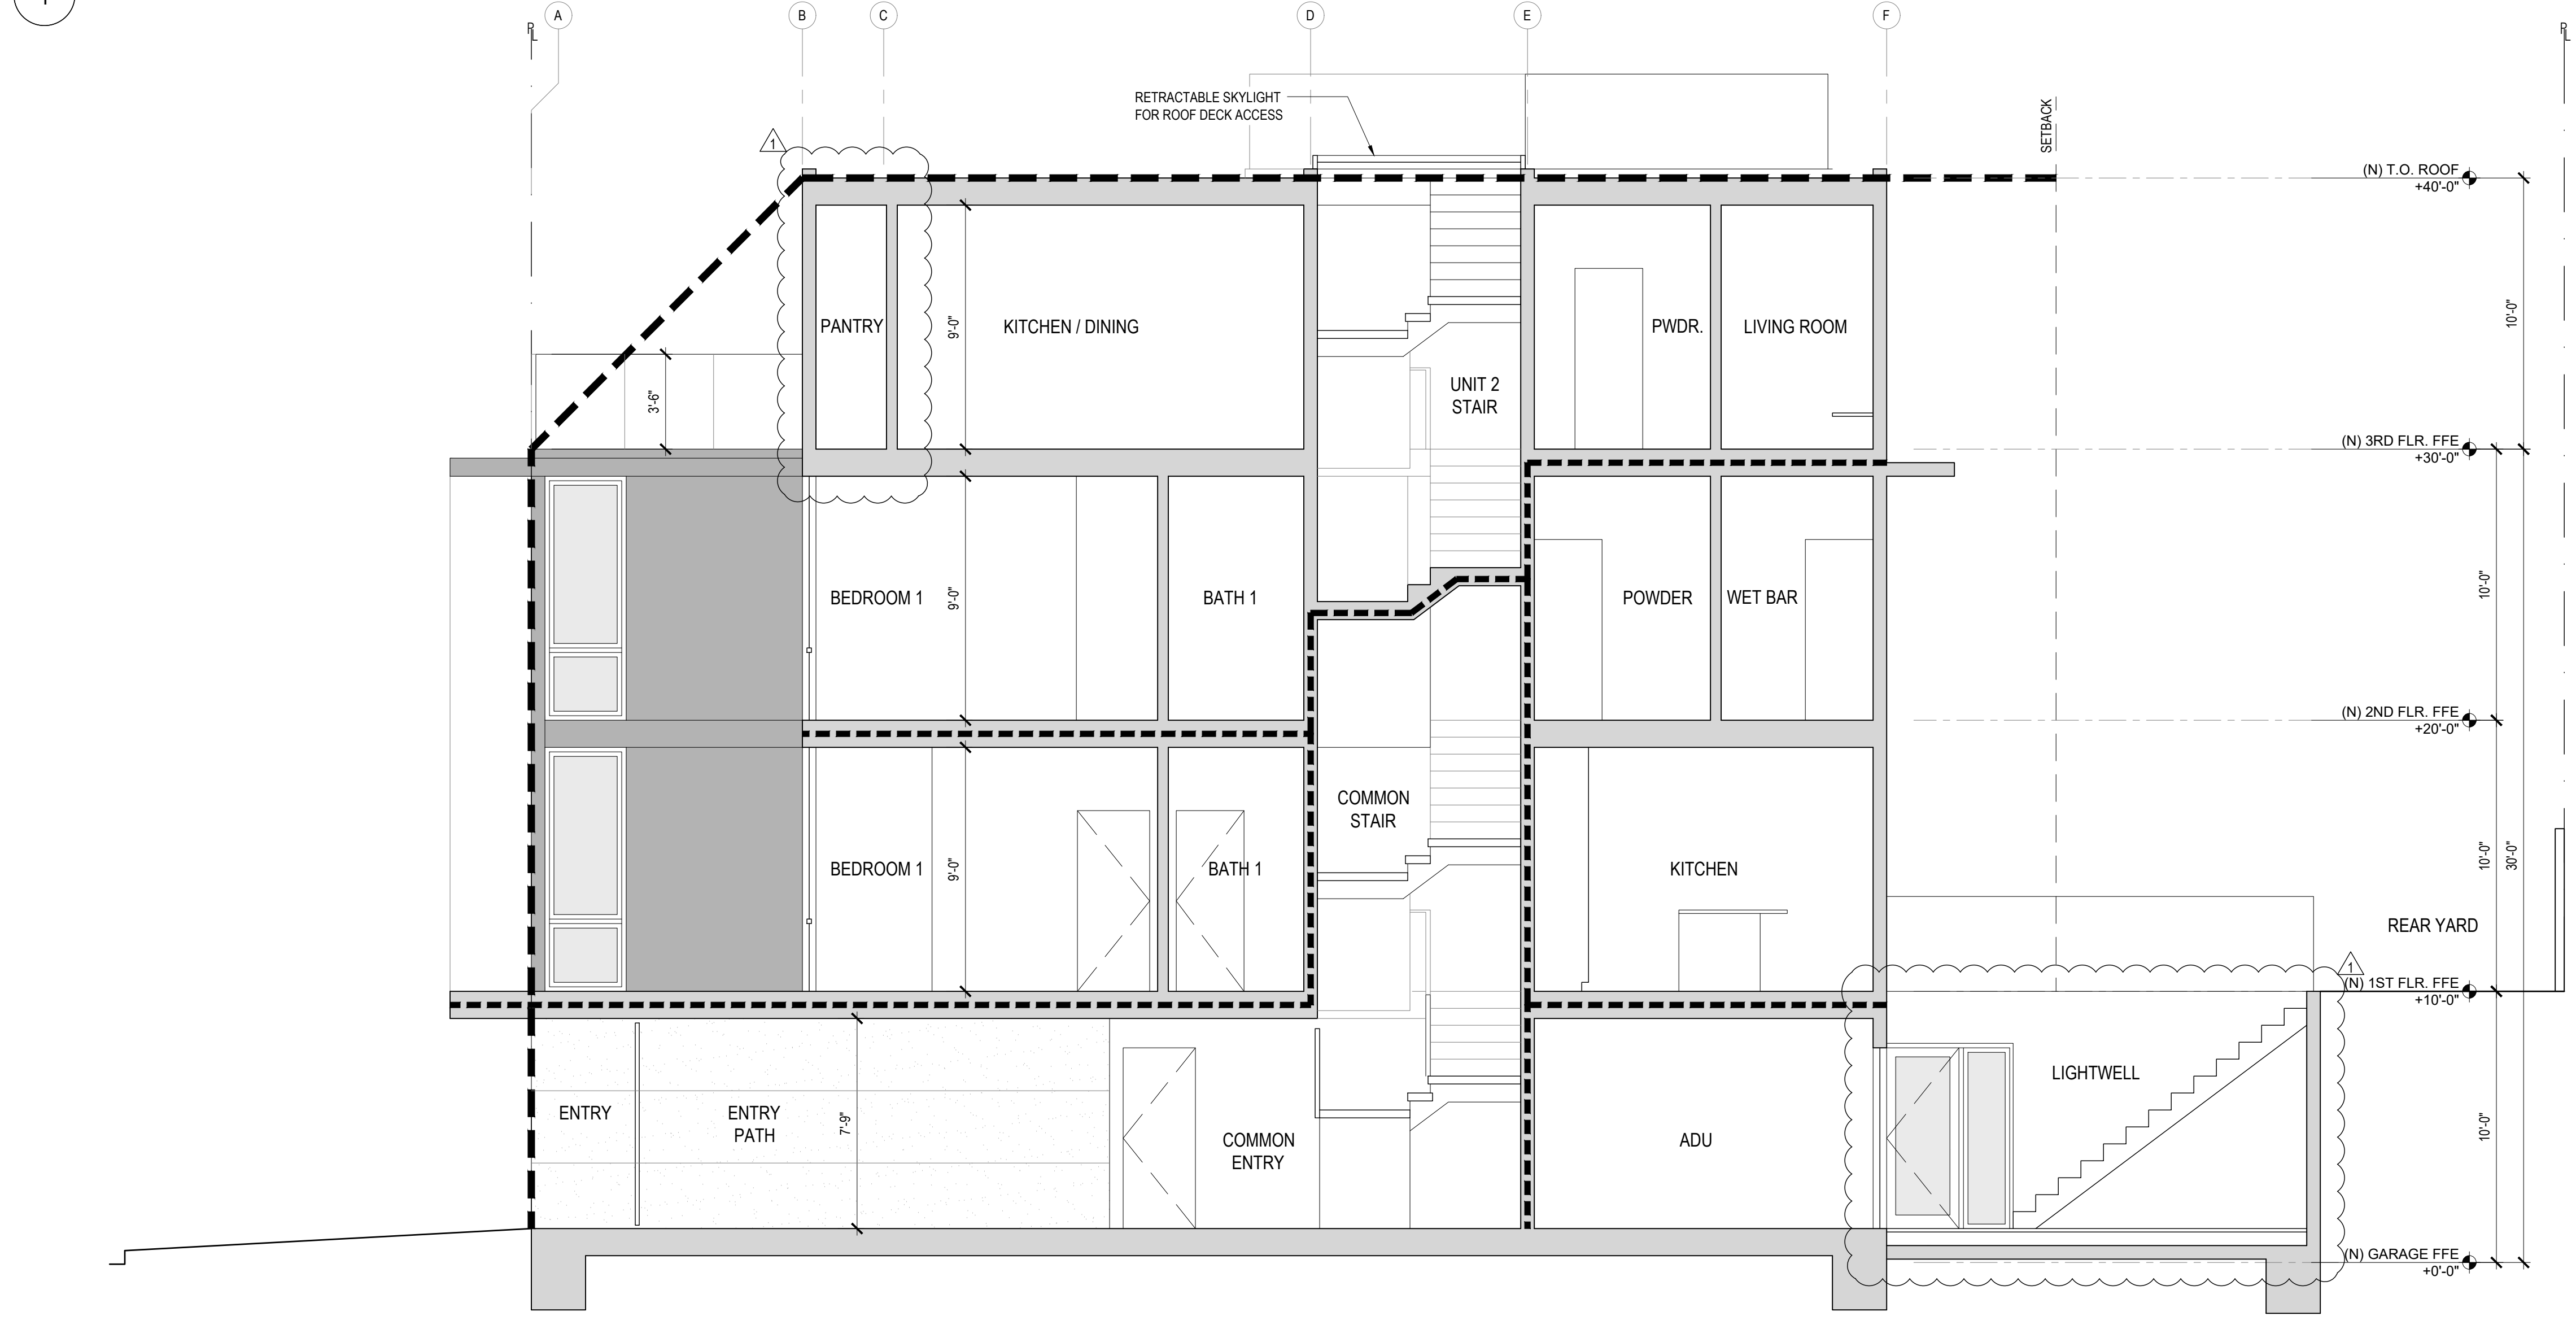 A
B
C
D
E
F
PL
PL
RETRACTABLE SKYLIGHT
FOR ROOF DECK ACCESS
SETBACK
1
(N) T.O. ROOF
+40'-0"
10'-0"
PANTRY
9'-0"
KITCHEN / DINING
PWDR.
LIVING ROOM
3'-6"
UNIT 2
STAIR
(N) 3RD FLR. FFE
+30'-0"
BEDROOM 1
9'-0"
BATH 1
POWDER
WET BAR
10'-0"
(N) 2ND FLR. FFE
+20'-0"
COMMON
STAIR
BEDROOM 1
9'-0"
BATH 1
KITCHEN
10'-0"
30'-0"
REAR YARD
1
(N) 1ST FLR. FFE
+10'-0"
LIGHTWELL
ENTRY
ENTRY
PATH
7'-9"
COMMON
ENTRY
ADU
10'-0"
(N) GARAGE FFE
+0'-0"